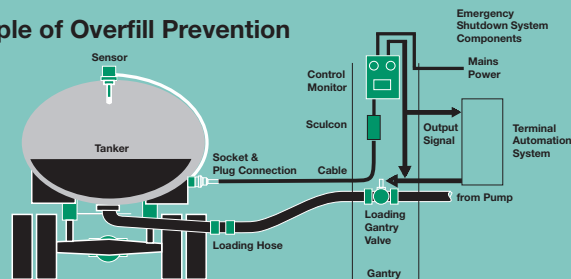 ple of Overfill Prevention
Emergency
Shutdown System
Components
Sensor
Control
Monitor
Mains
Power
Sculcon
Output
Signal
Terminal
Automation
System
Tanker
Socket &
Plug Connection
Cable
from Pump
Loading Hose
Loading
Gantry
Valve
Gantry